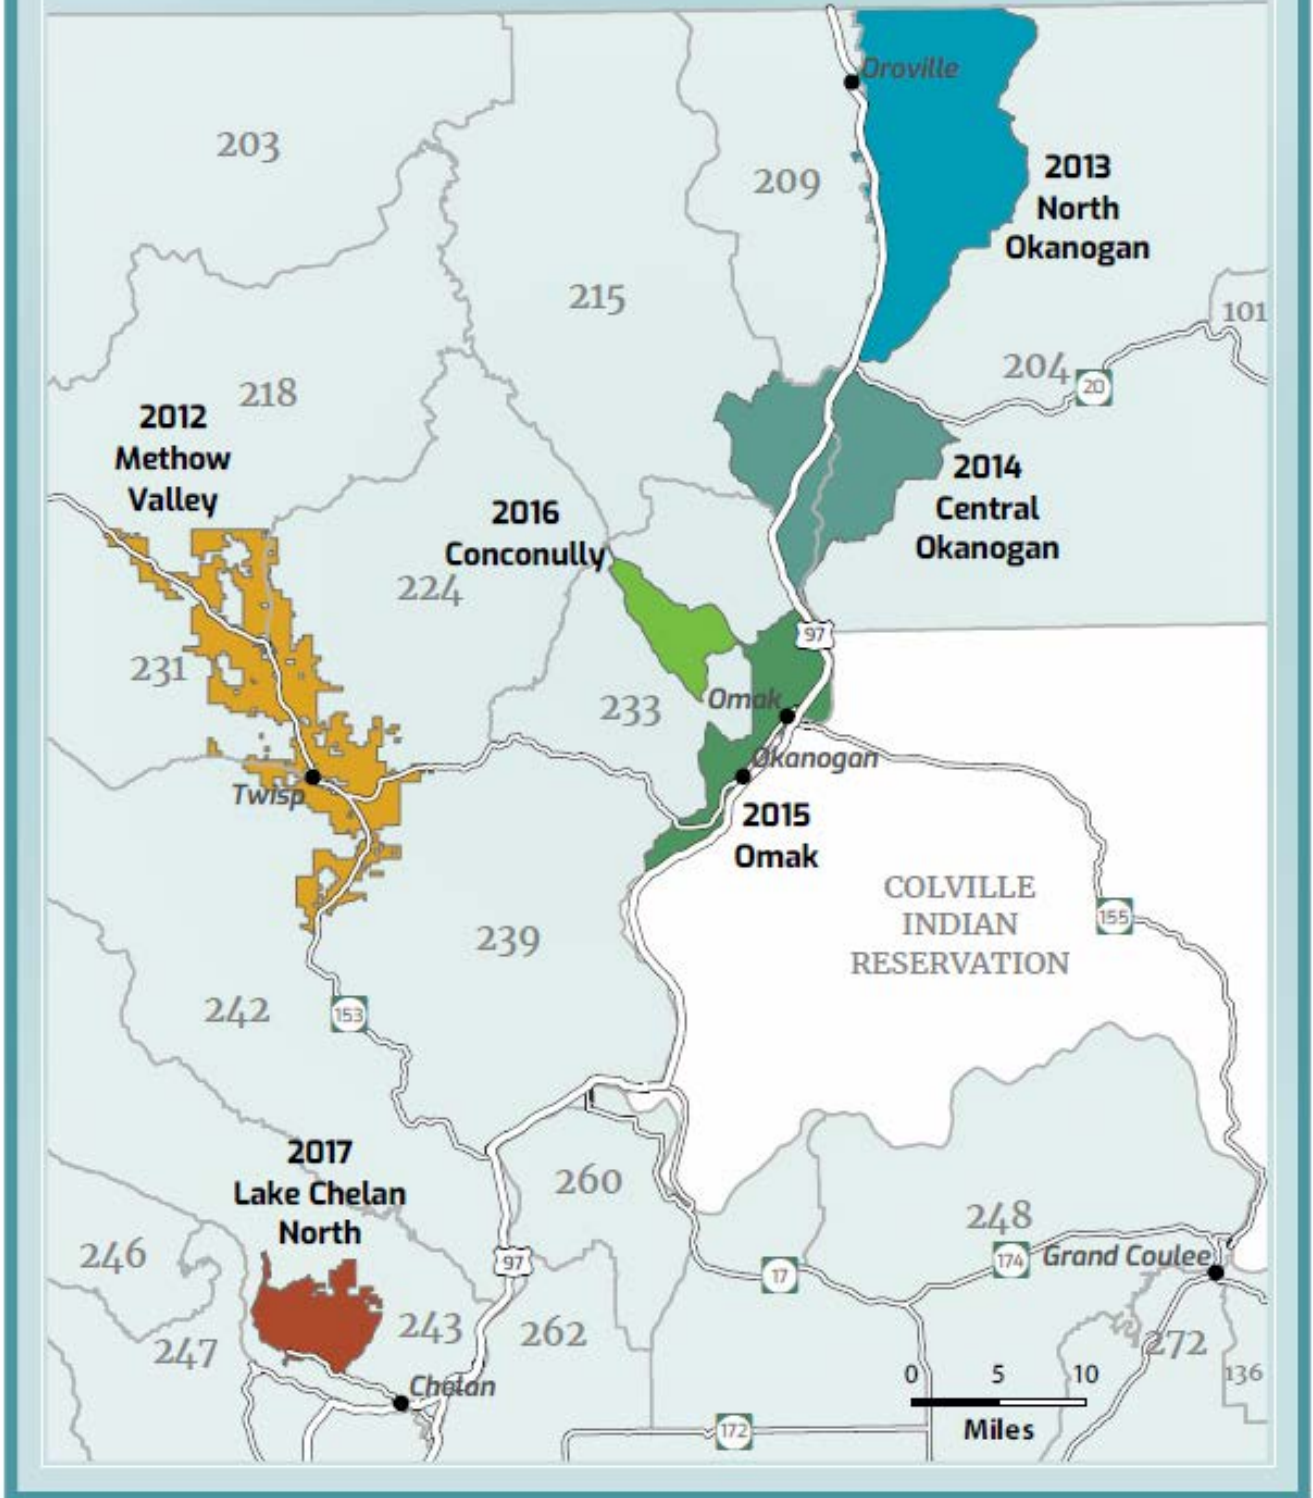 Oroville
203
2013
North
Okanogan
209
215
101
204
20
218
2012
Methow
Valley
2014
Central
Okanogan
2016
Conconully
224
97
231
233
Omak
Okanogan
Twisp
2015
Omak
COLVILLE
INDIAN
RESERVATION
155
239
242
153
2017
Lake Chelan
North
260
248
246
97
17
174
Grand Coulee
243
262
247
272
136
Chelan
0 5 10
Miles
172